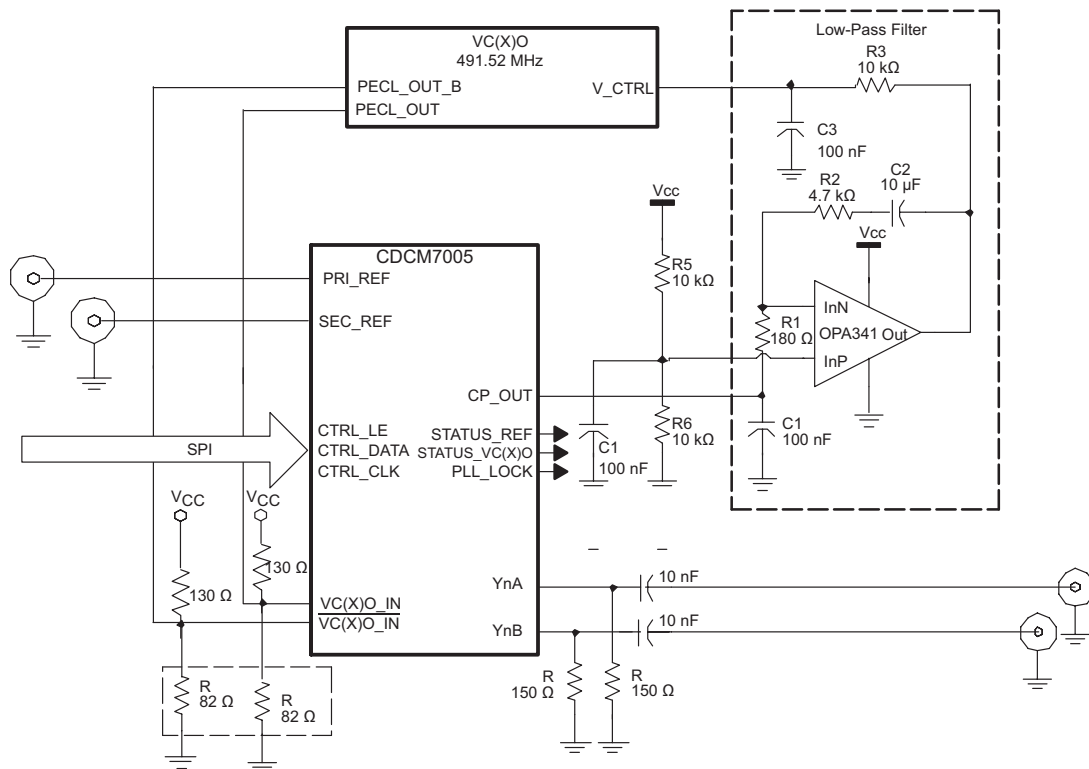 VC(X)O
491.52 MHz
PECL_OUT_B
PECL_OUT
V_CTRL
Low-Pass Filter
R3
10 kΩ
C3
100 nF
R2
4.7 kΩ
C2
10 µF
Vcc
Vcc
CDCM7005
PRI_REF
SEC_REF
R5
10 kΩ
InN
R1
180 Ω
OPA341 Out
InP
CP_OUT
CTRL_LE
CTRL_DATA
CTRL_CLK
SPI
STATUS_REF
STATUS_VC(X)O
PLL_LOCK
C1
100 nF
R6
10 kΩ
C1
100 nF
VCC
VCC
130 Ω
130 Ω
VC(X)O_IN
VC(X)O_IN
YnA
YnB
10 nF
10 nF
R
82 Ω
R
82 Ω
R
150 Ω
R
150 Ω